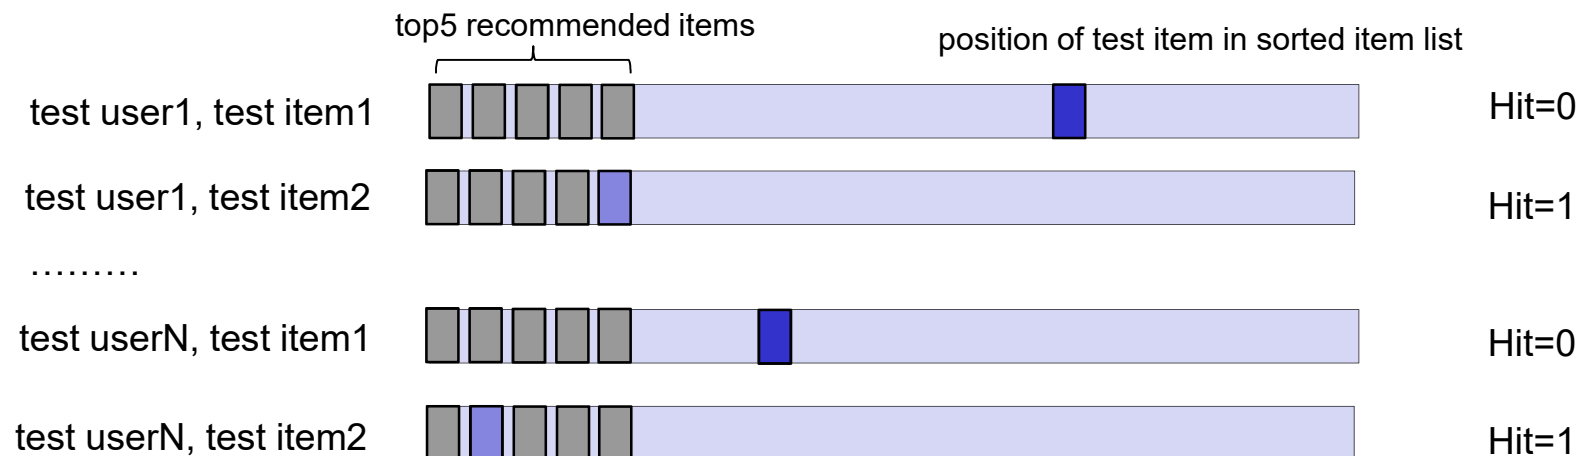 top5 recommended items
position of test item in sorted item list
test user1, test item1
Hit=0
test user1, test item2
Hit=1
.........
test userN, test item1
Hit=0
test userN, test item2
Hit=1